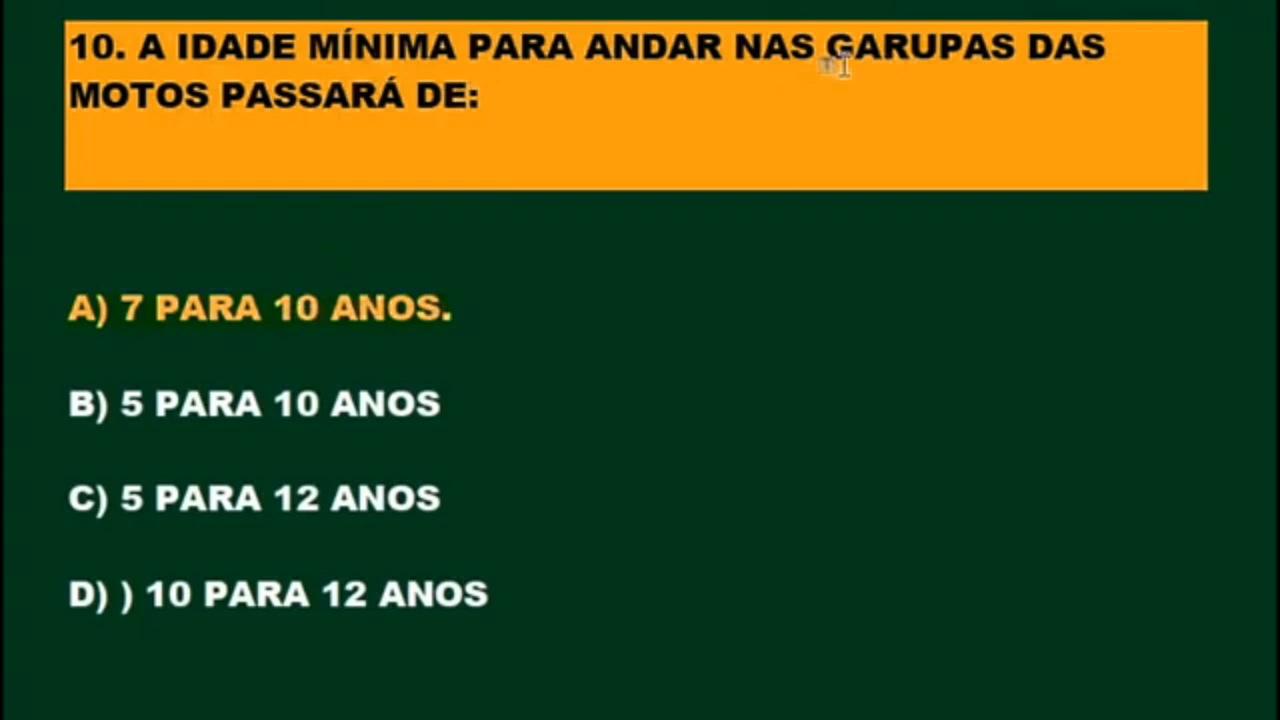 10. A IDADE MÍNIMA PARA ANDAR NAS GARUPAS DAS
MOTOS PASSARÁ DE:
A) 7 PARA 10 ANOS.
B) 5 PARA 10 ANOS
C) 5 PARA 12 ANOS
D) ) 10 PARA 12 ANOS